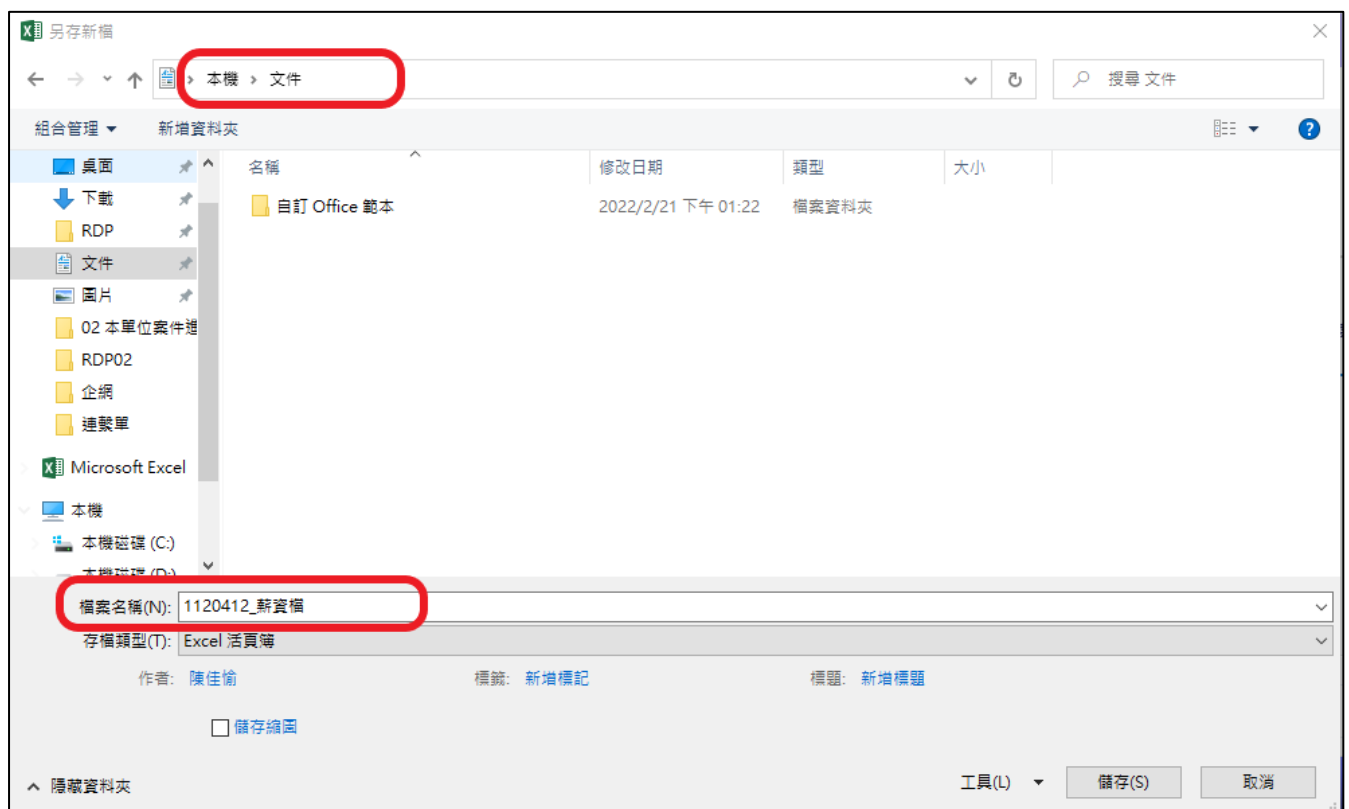 另存新檔
本機 › 文件
搜尋 文件
組合管理 新增資料夾
名稱 修改日期 類型 大小
桌面
下載
自訂 Office 範本 2022/2/21 下午 01:22 檔案資料夾
RDP
文件
圖片
02 本單位案件進
RDP02
企網
連繫單
Microsoft Excel
本機
本機磁碟 (C:)
本機磁碟 (D:)
檔案名稱(N): 1120412_薪資檔
存檔類型(T): Excel 活頁簿
作者: 陳佳愉 標籤: 新增標記 標題: 新增標題
儲存縮圖
隱藏資料夾 工具(L) 儲存(S) 取消